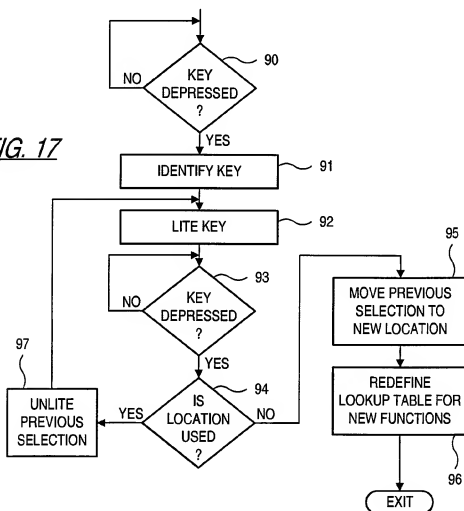 90
KEY
DEPRESSED
?
NO
YES
FIG. 17
IDENTIFY KEY
91
LITE KEY
92
93
KEY
DEPRESSED
?
NO
YES
94
IS
LOCATION
USED
?
YES
NO
97
UNLITE
PREVIOUS
SELECTION
95
MOVE PREVIOUS
SELECTION TO
NEW LOCATION
REDEFINE
LOOKUP TABLE FOR
NEW FUNCTIONS
96
EXIT